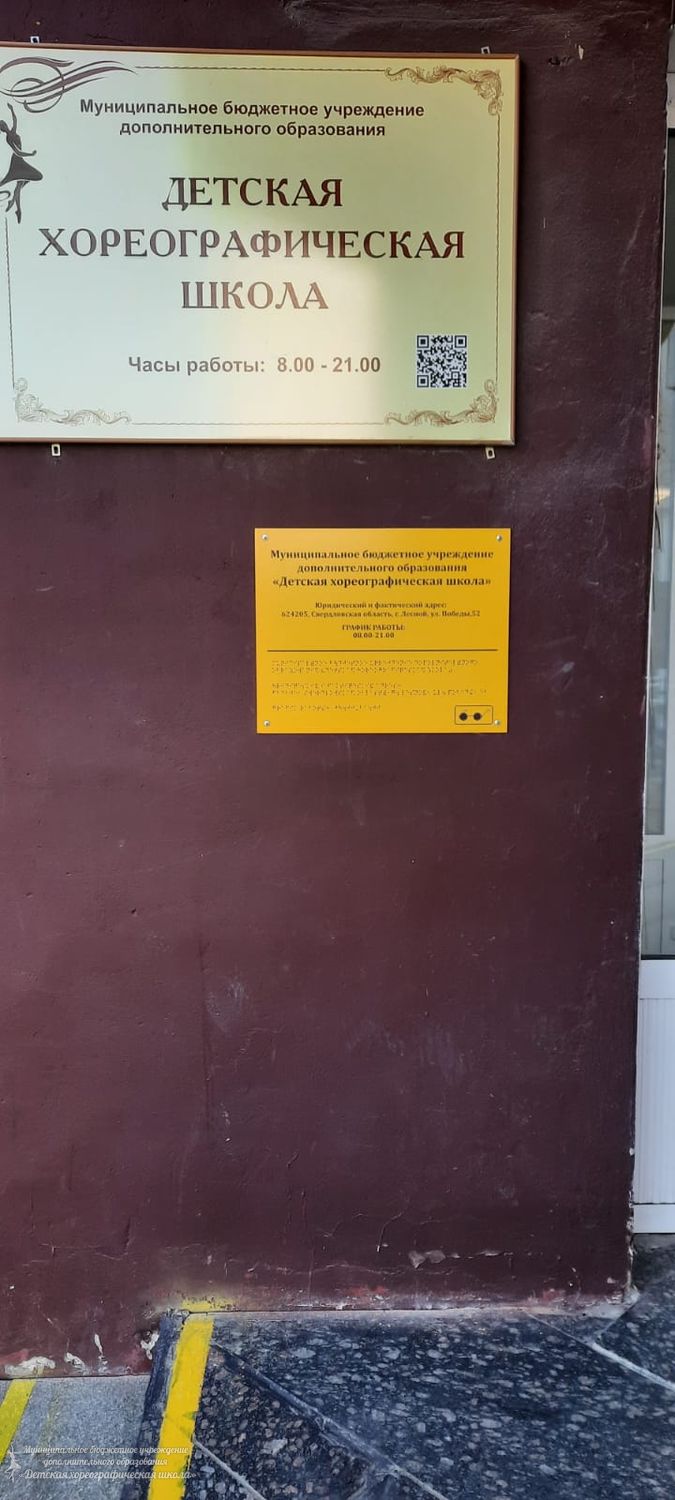 Муниципальное бюджетное учреждение
дополнительного образования
ДЕТСКАЯ
ХОРЕОГРАФИЧЕСКАЯ
ШКОЛА
Часы работы: 8.00 - 21.00
Муниципальное бюджетное учреждение
дополнительного образования
«Детская хореографическая школа»
Юридический и фактический адрес:
624205, Свердловская область, г. Лесной, ул. Победы,52
ГРАФИК РАБОТЫ:
08.00-21.00
Муниципальное бюджетное учреждение
дополнительного образования
«Детская хореографическая школа»